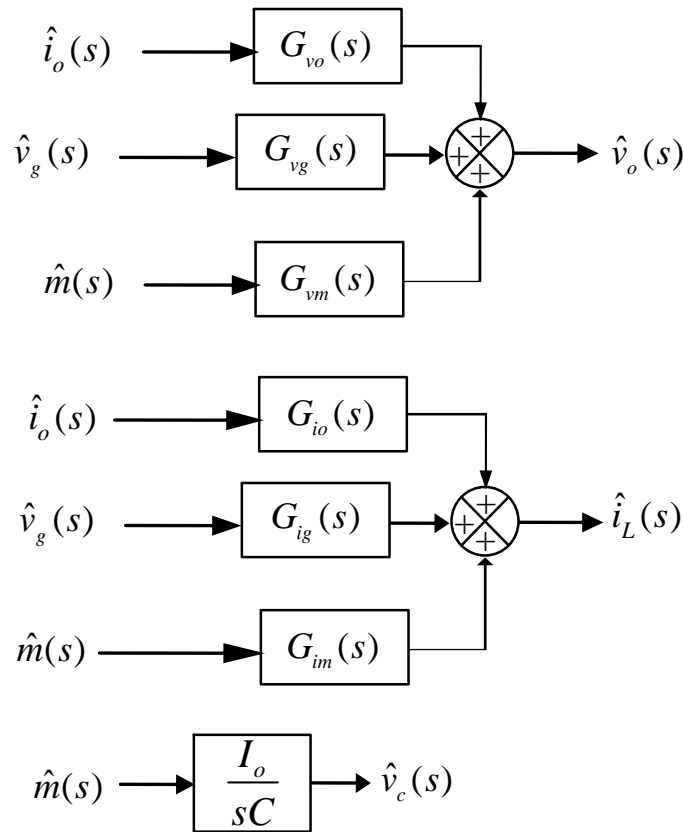 î_o(s) G_vo(s)
+
v̂_g(s) G_vg(s) + v̂_o(s)
+
m̂(s) G_vm(s)
î_o(s) G_io(s)
+
v̂_g(s) G_ig(s) + î_L(s)
+
m̂(s) G_im(s)
m̂(s) I_o/sC v̂_c(s)